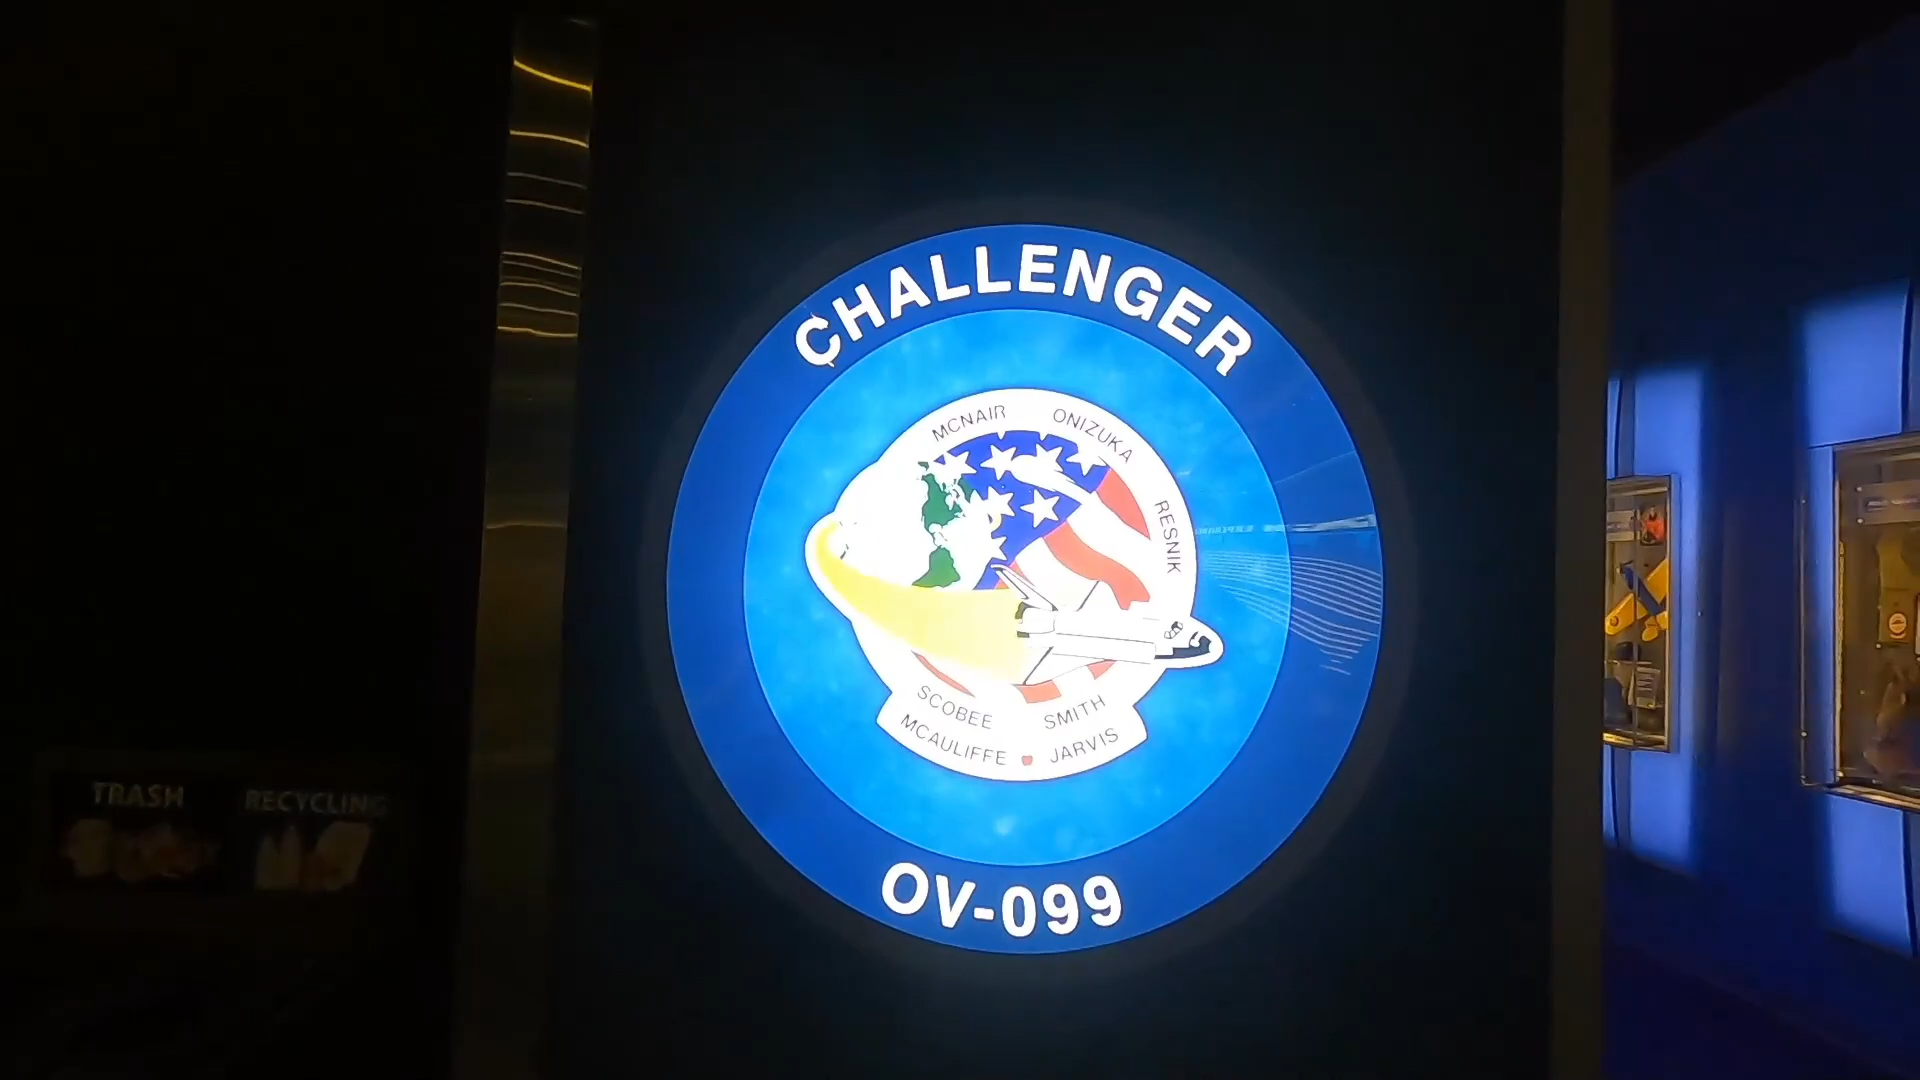 CHALLENGER
MCNAIR
ONIZUKA
RESNIK
SCOBEE
SMITH
MCAULIFFE
JARVIS
OV-099
TRASH
RECYCLING